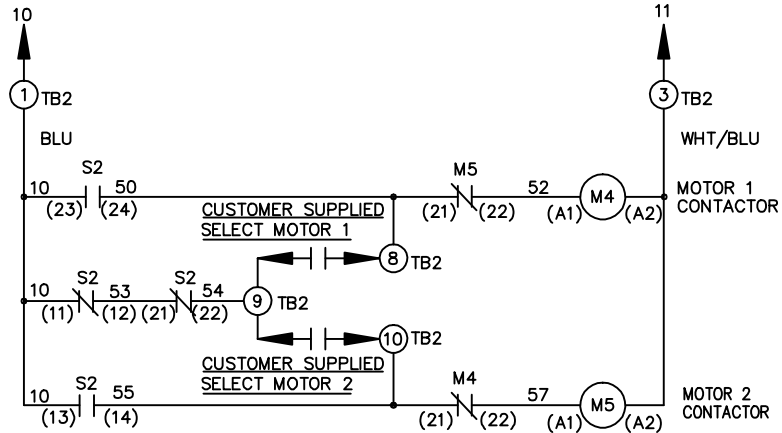 10 11
1 TB2 3 TB2
BLU WHT/BLU
S2 M5
10 50 52 M4 MOTOR 1
(23) (24) (21) (22) (A1) (A2) CONTACTOR
CUSTOMER SUPPLIED
SELECT MOTOR 1
8 TB2
S2 S2
10 53 54 9 TB2
(11) (12) (21) (22)
10 TB2
CUSTOMER SUPPLIED
SELECT MOTOR 2
S2 M4
10 55 57 M5 MOTOR 2
(13) (14) (21) (22) (A1) (A2) CONTACTOR